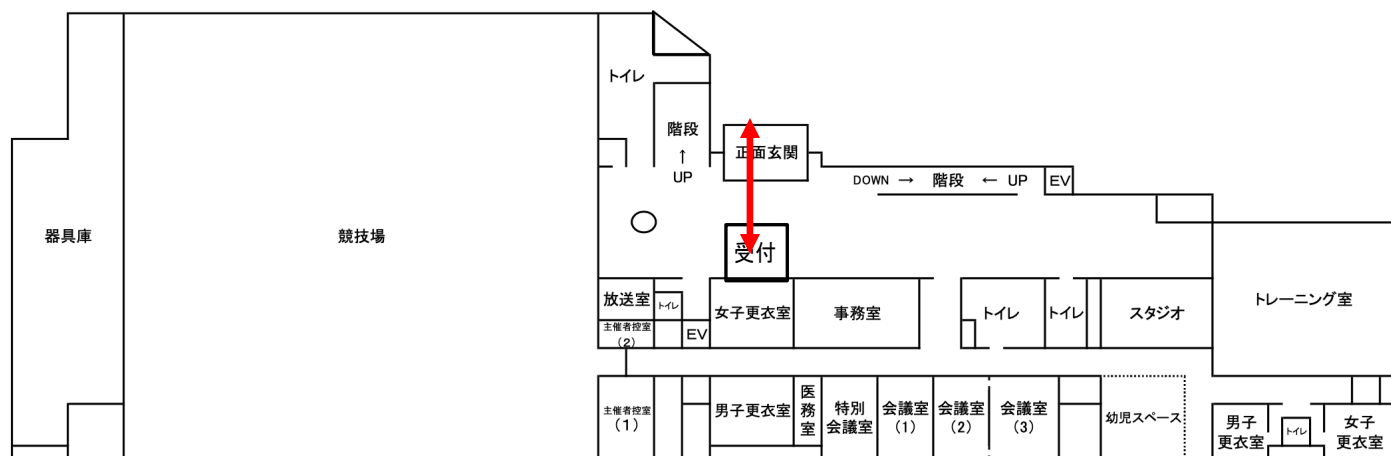 トイレ
階段
↑
UP
正面玄関
DOWN → 階段 ← UP
EV
器具庫
競技場
受付
放送室
トイレ
主催者控室
(2)
EV
女子更衣室
事務室
トイレ
トイレ
スタジオ
トレーニング室
主催者控室
(1)
男子更衣室
医
務
室
特別
会議室
会議室
(1)
会議室
(2)
会議室
(3)
幼児スペース
男子
更衣室
トイレ
女子
更衣室